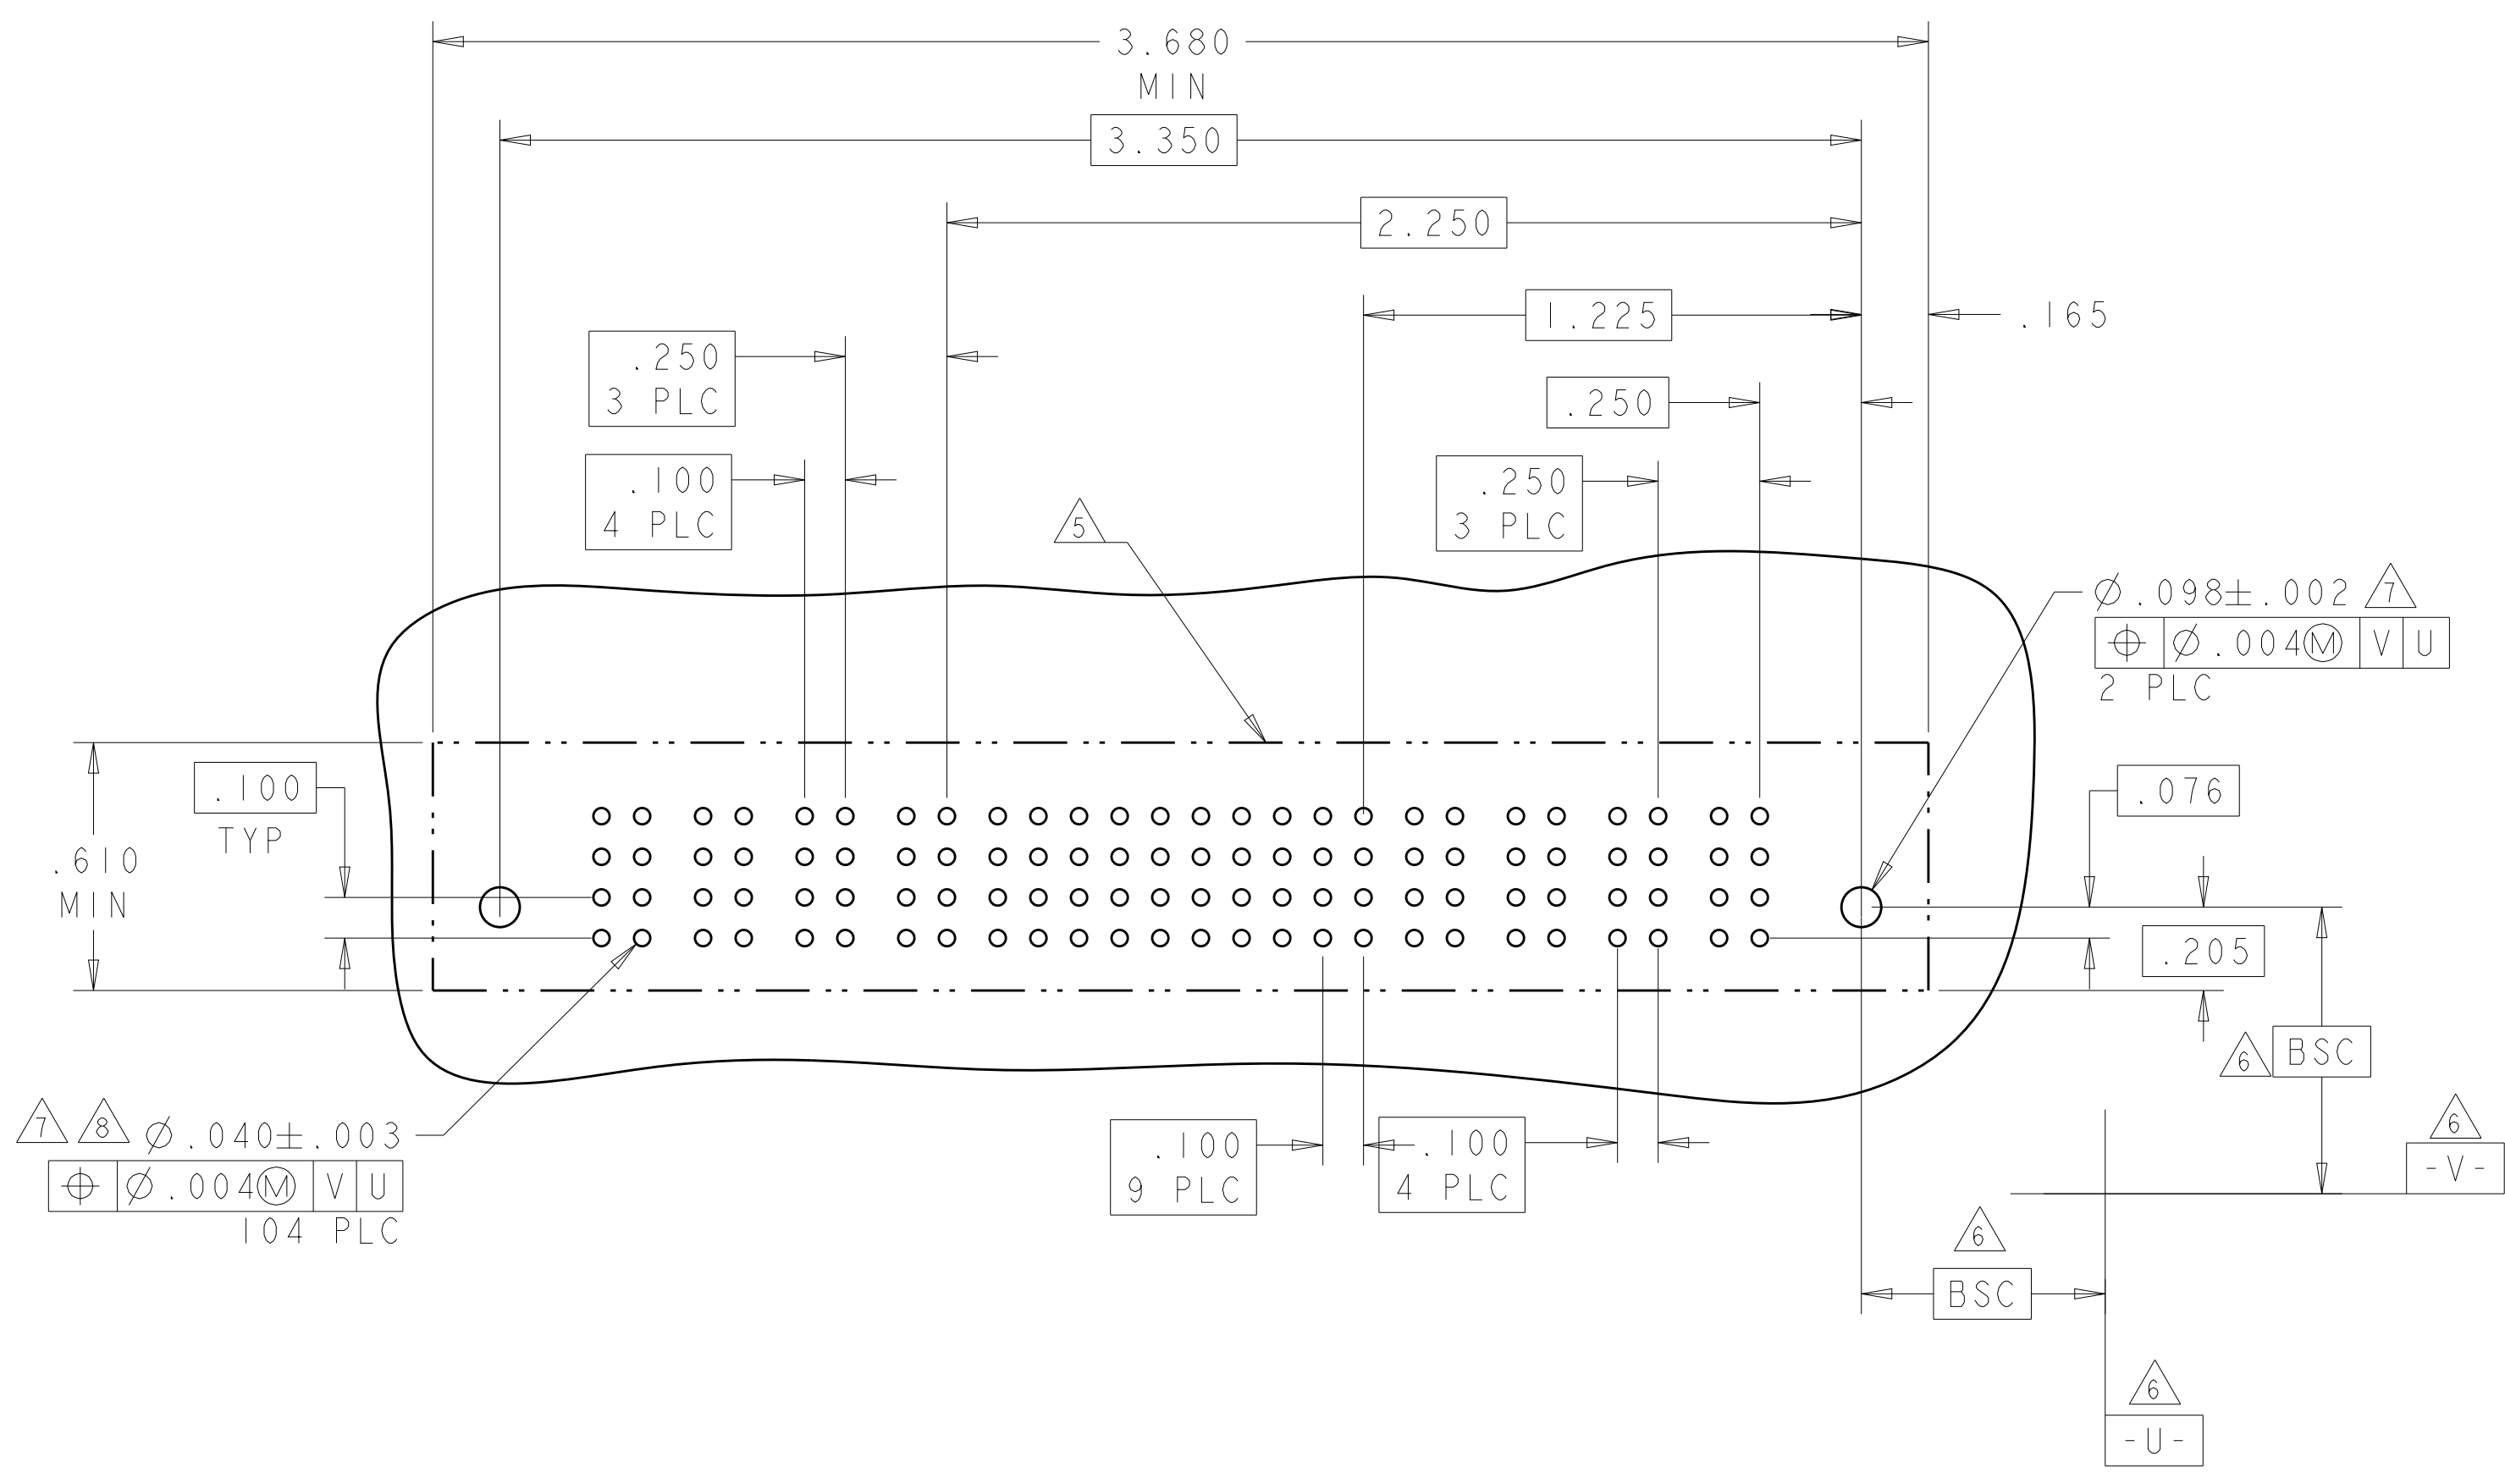 3.680
MIN
3.350
2.250
1.225
.165
.250
3 PLC
.250
.100
4 PLC
.250
3 PLC
5
Ø.098±.002 7
⌖ Ø.004Ⓜ V U
2 PLC
.100
TYP
.610
MIN
.076
.205
6 BSC
7 8 Ø.040±.003
⌖ Ø.004Ⓜ V U
104 PLC
.100
9 PLC
.100
4 PLC
6
-V-
6
BSC
6
-U-